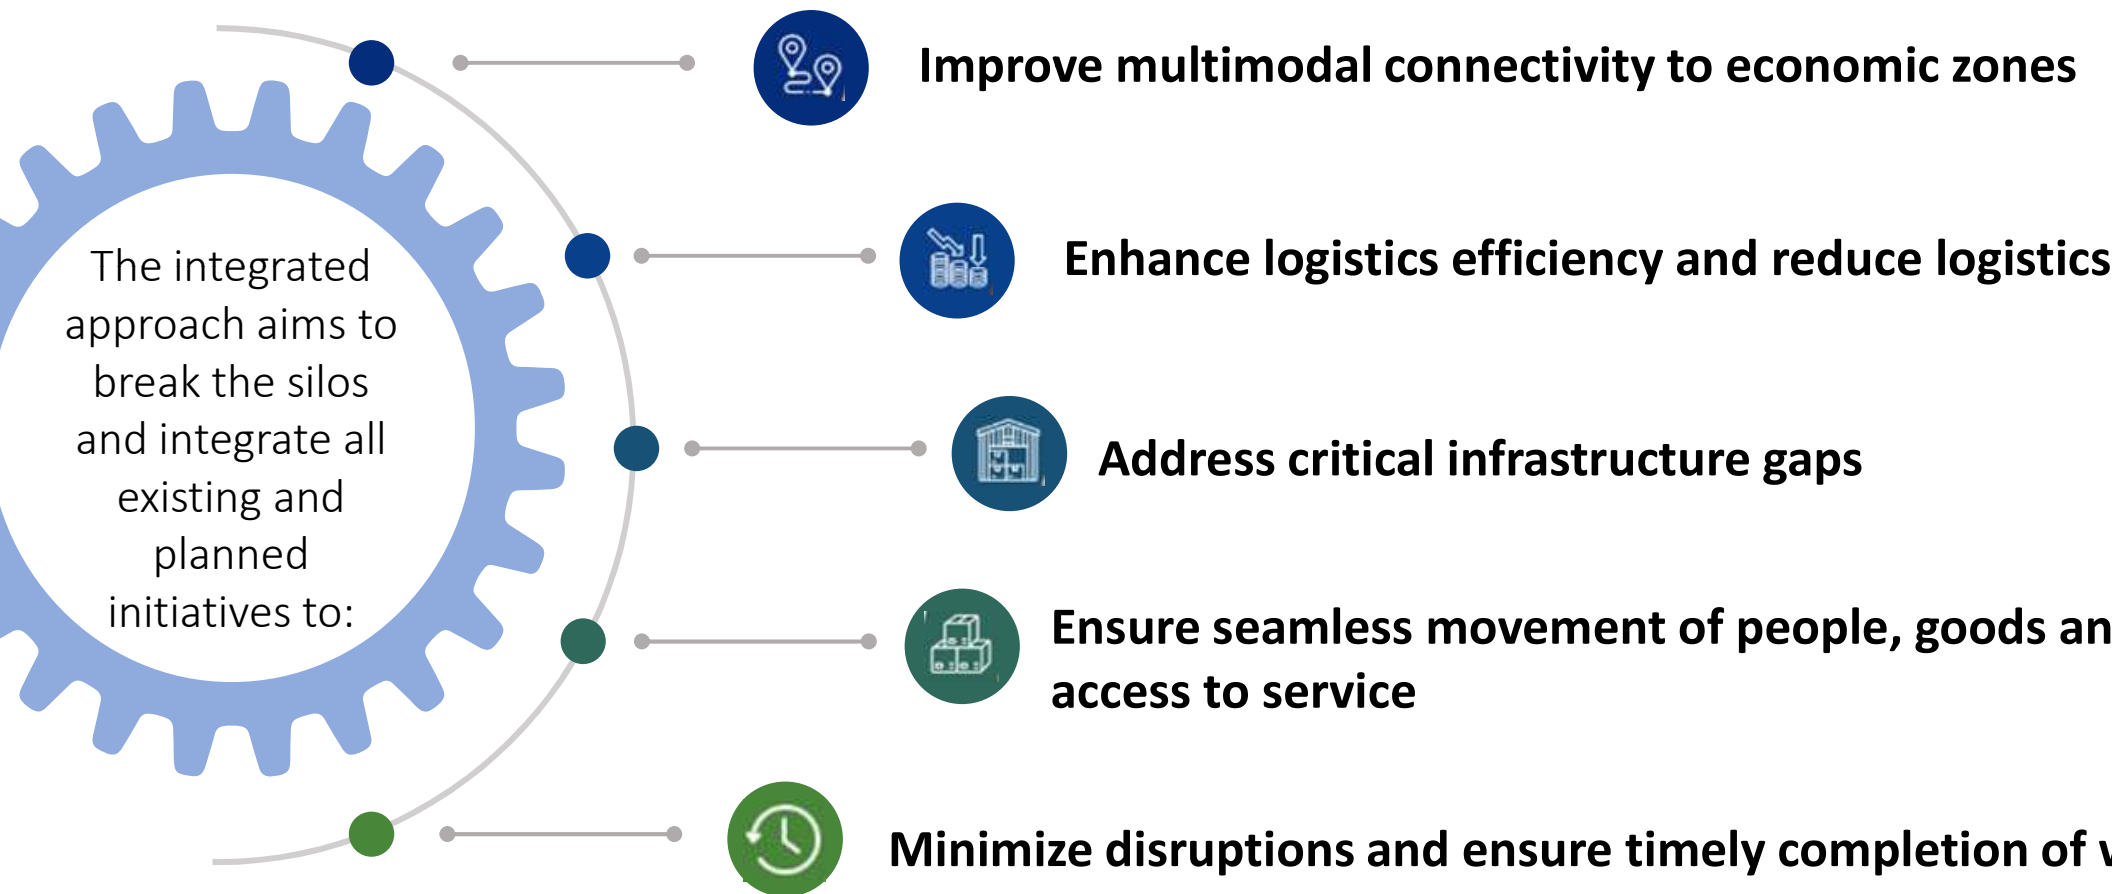 The integrated
approach aims to
break the silos
and integrate all
existing and
planned
initiatives to:
Improve multimodal connectivity to economic zones
Enhance logistics efficiency and reduce logistics
Address critical infrastructure gaps
Ensure seamless movement of people, goods
access to service
Minimize disruptions and ensure timely completion of